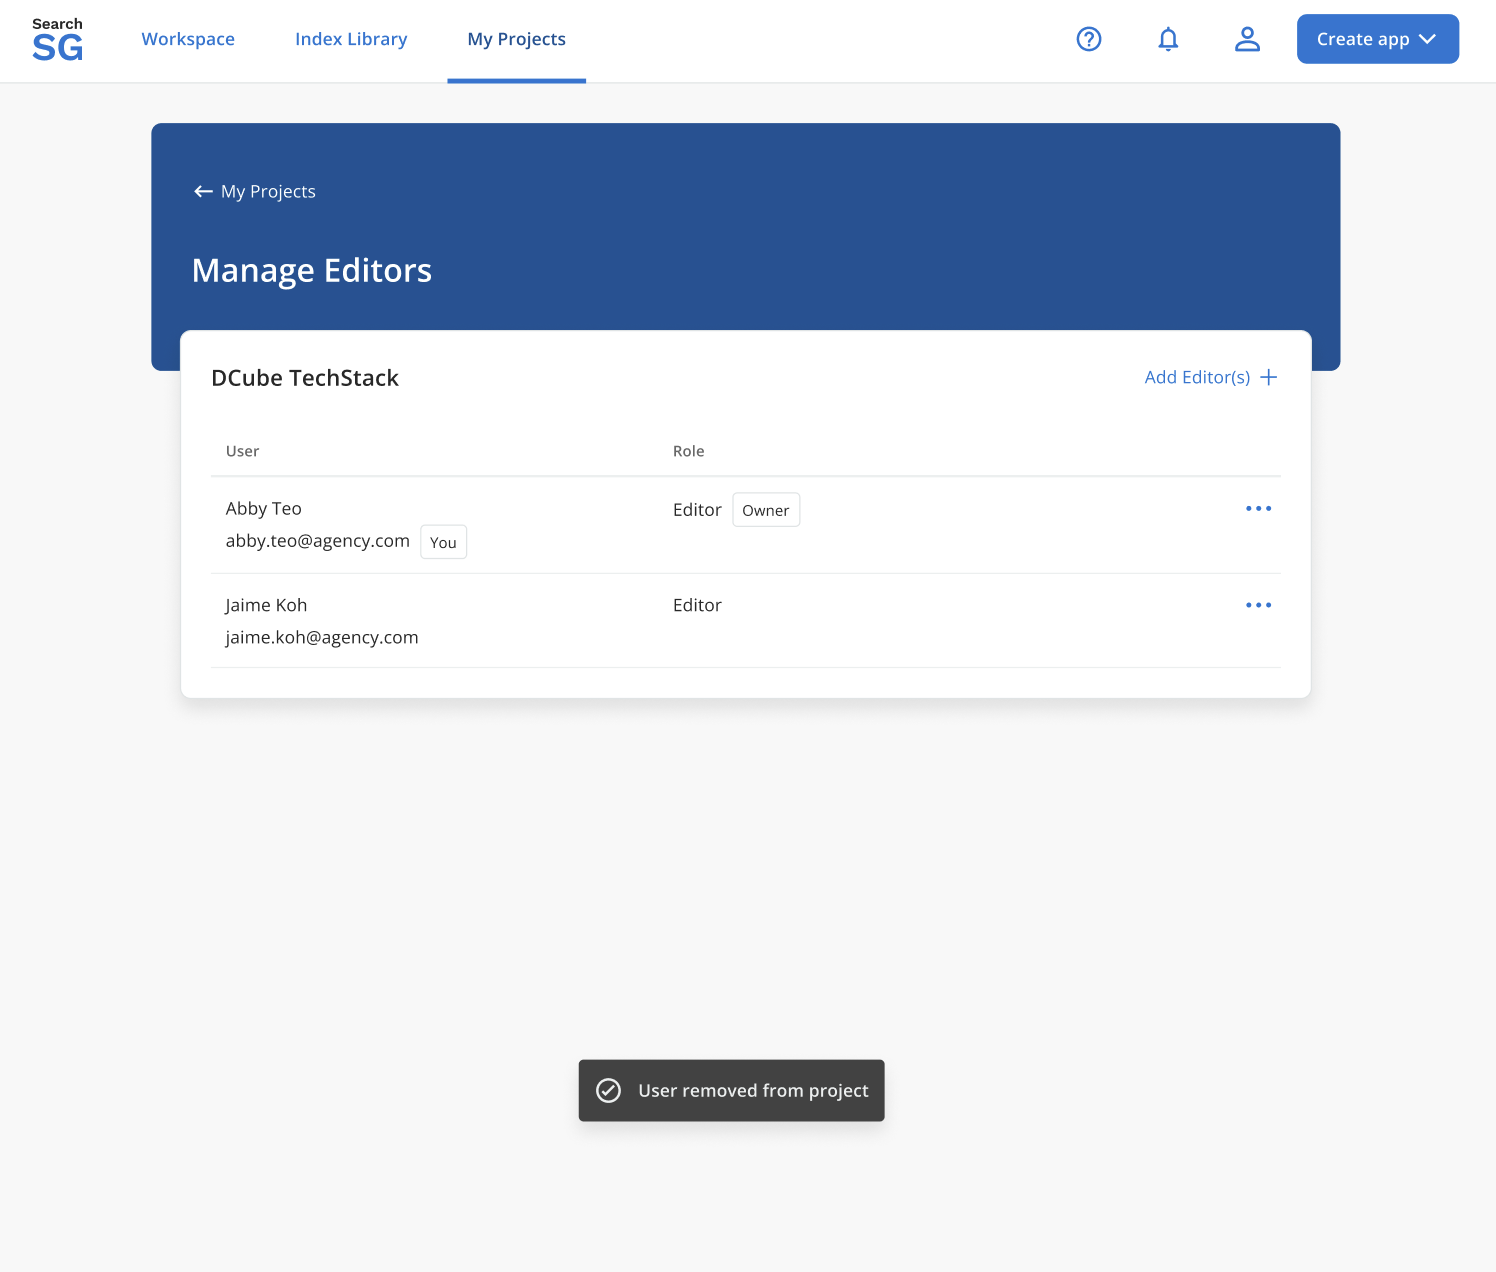 Search
SG
Workspace
Index Library
My Projects
Create app
My Projects
Manage Editors
DCube TechStack
Add Editor(s)
User
Role
Abby Teo
Editor
Owner
abby.teo@agency.com
You
Jaime Koh
Editor
jaime.koh@agency.com
User removed from project